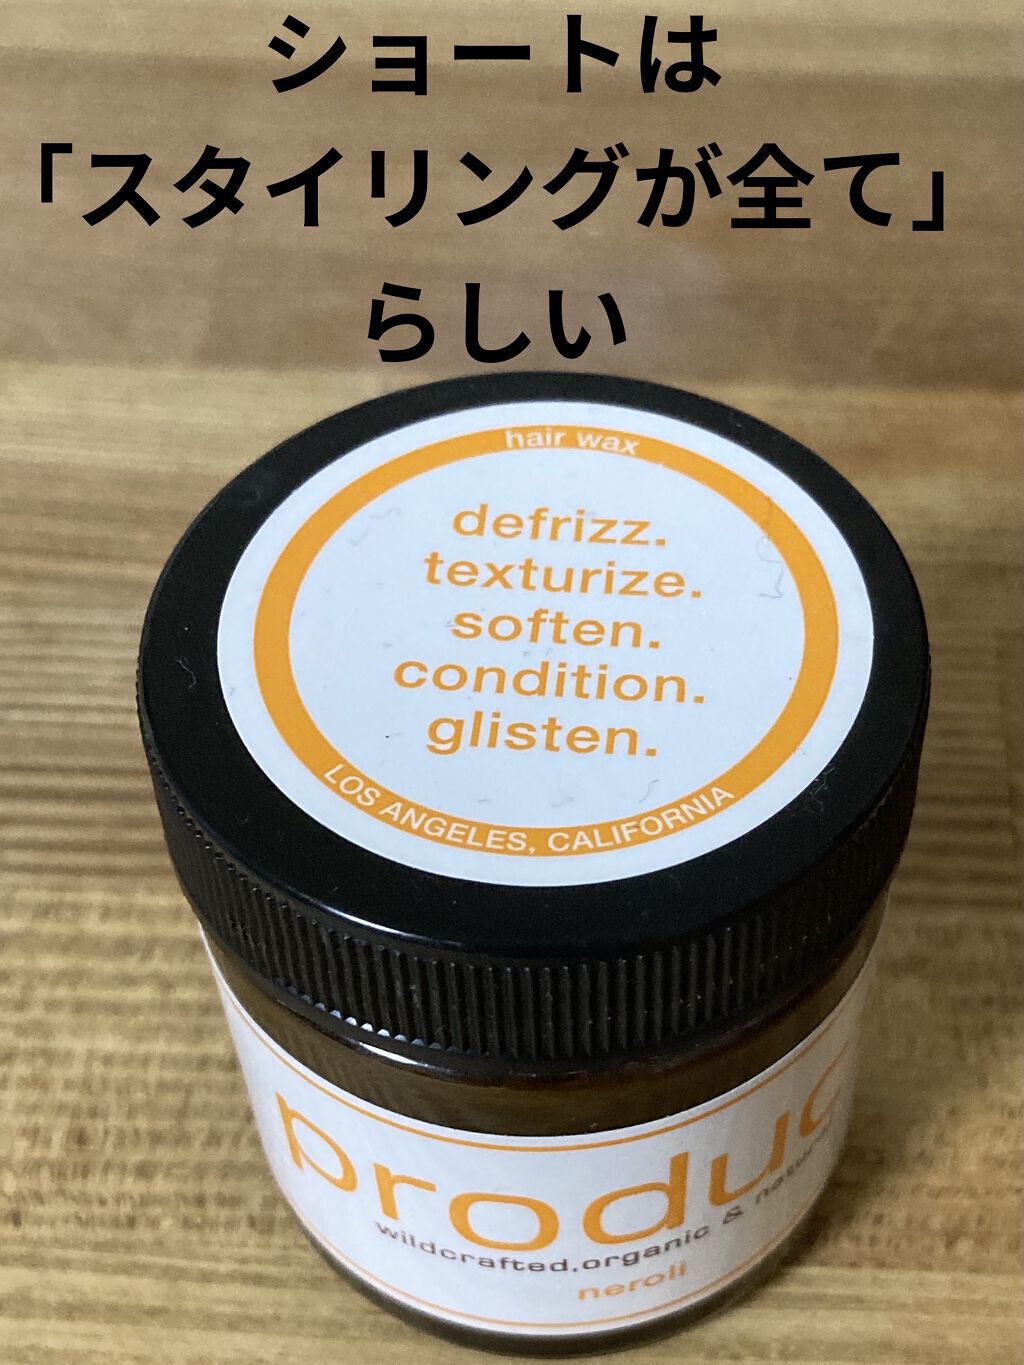 ショートは
「スタイリングが全て」
らしい
hair wax
defrizz.
texturize.
soften.
condition.
glisten.
LOS ANGELES, CALIFORNIA
produc
wildcrafted.organic & natural
neroli